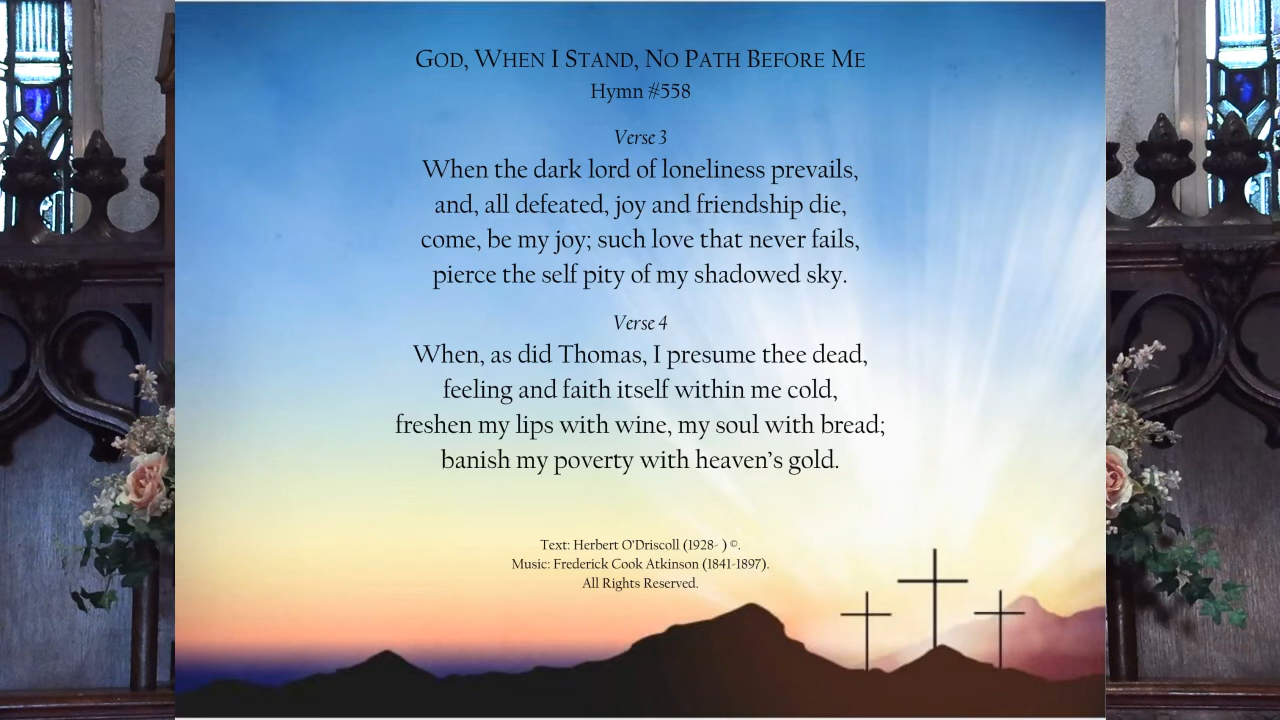 God, When I Stand, No Path Before Me
Hymn #558
Verse 3
When the dark lord of loneliness prevails,
and, all defeated, joy and friendship die,
come, be my joy; such love that never fails,
pierce the self pity of my shadowed sky.
Verse 4
When, as did Thomas, I presume thee dead,
feeling and faith itself within me cold,
freshen my lips with wine, my soul with bread;
banish my poverty with heaven's gold.
Text: Herbert O'Driscoll (1928- ) ©.
Music: Frederick Cook Atkinson (1841-1897).
All Rights Reserved.